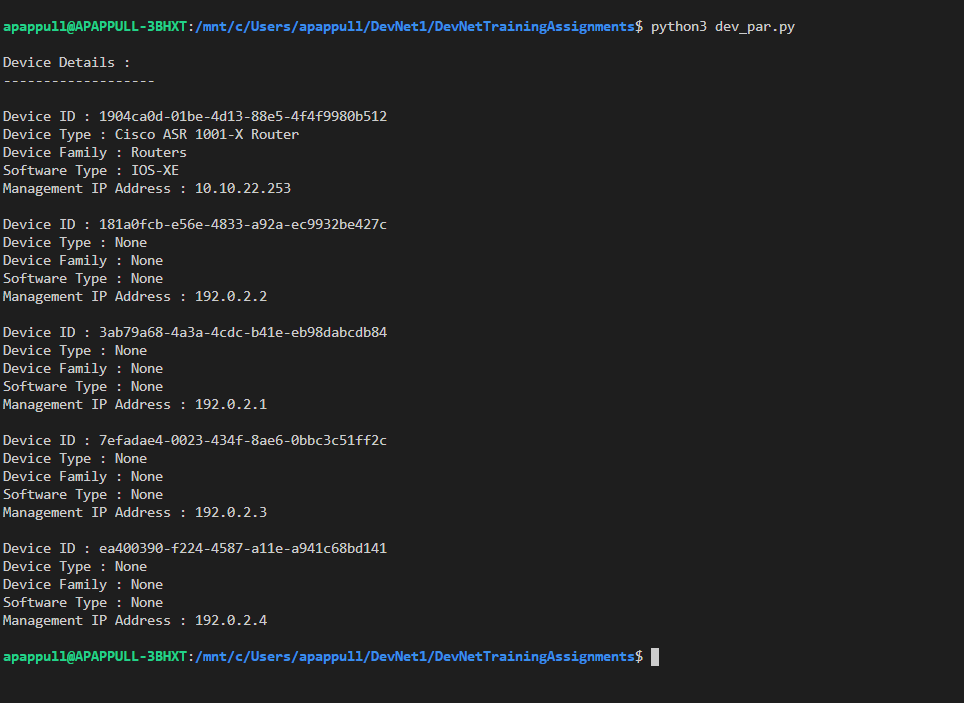 apappull@APAPPULL-3BHXT:/mnt/c/Users/apappull/DevNet1/DevNetTrainingAssignments$ python3 dev_par.py
Device Details :
-------------------
Device ID : 1904ca0d-01be-4d13-88e5-4f4f9980b512
Device Type : Cisco ASR 1001-X Router
Device Family : Routers
Software Type : IOS-XE
Management IP Address : 10.10.22.253
Device ID : 181a0fcb-e56e-4833-a92a-ec9932be427c
Device Type : None
Device Family : None
Software Type : None
Management IP Address : 192.0.2.2
Device ID : 3ab79a68-4a3a-4cdc-b41e-eb98dabcdb84
Device Type : None
Device Family : None
Software Type : None
Management IP Address : 192.0.2.1
Device ID : 7efadae4-0023-434f-8ae6-0bbc3c51ff2c
Device Type : None
Device Family : None
Software Type : None
Management IP Address : 192.0.2.3
Device ID : ea400390-f224-4587-a11e-a941c68bd141
Device Type : None
Device Family : None
Software Type : None
Management IP Address : 192.0.2.4
apappull@APAPPULL-3BHXT:/mnt/c/Users/apappull/DevNet1/DevNetTrainingAssignments$